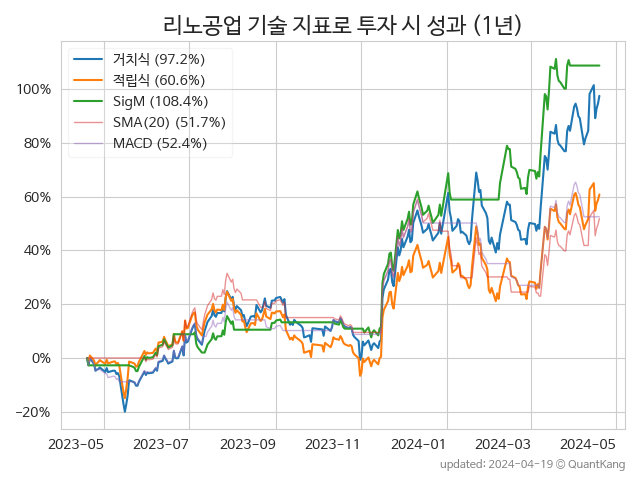 리노공업 기술 지표로 투자 시 성과 (1년)
거치식 (97.2%)
적립식 (60.6%)
SigM (108.4%)
SMA(20) (51.7%)
MACD (52.4%)
100%
80%
60%
40%
20%
0%
−20%
2023-05 2023-07 2023-09 2023-11 2024-01 2024-03 2024-05
updated: 2024-04-19 © QuantKang